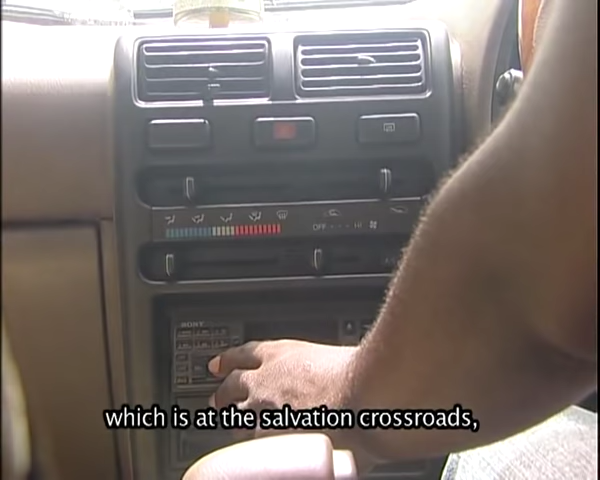 OFF HI
SONY
which is at the salvation crossroads,